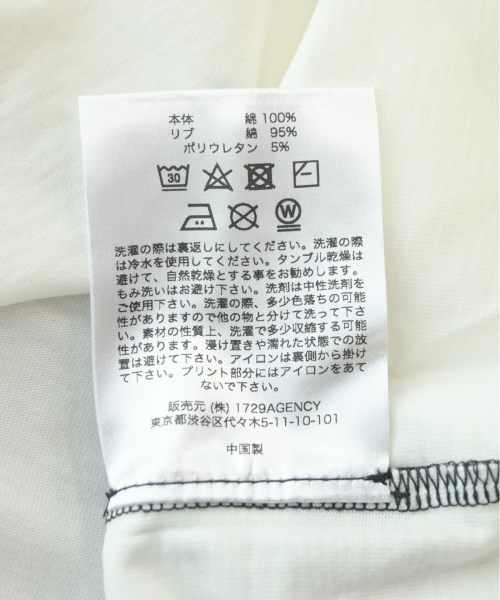 本体 綿 100%
リブ 綿 95%
ポリウレタン 5%
30
W
洗濯の際は裏返しにしてください。洗濯の際
は冷水を使用してください。タンブル乾燥は
避けて、自然乾燥とする事をお勧めします。
もみ洗いはお避け下さい。洗剤は中性洗剤を
ご使用下さい。洗濯の際、多少色落ちの可能
性がありますので他の物と分けて洗って下さ
い。素材の性質上、洗濯で多少収縮する可能
性があります。浸け置きや濡れた状態での放
置は避けて下さい。アイロンは裏側から掛け
て下さい。プリント部分にはアイロンをあて
ないで下さい。
販売元 (株) 1729AGENCY
東京都渋谷区代々木5-11-10-101
中国製